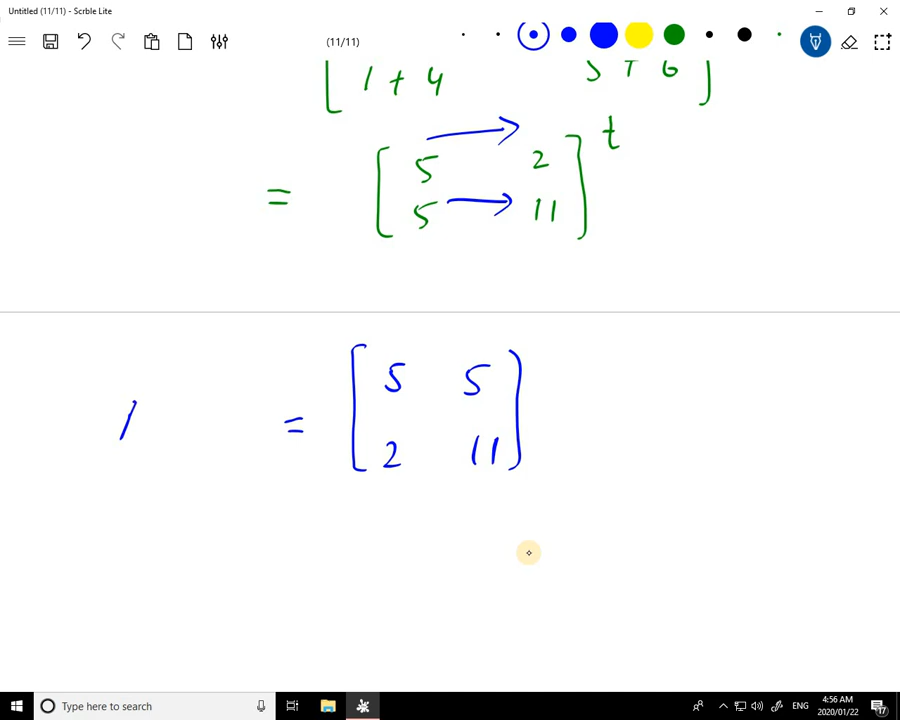 Untitled (11/11) - Scrble Lite
(11/11)
[ 1 + 4 5 + 6 ]
= [ 5 2
5 11 ] t
/ = [ 5 5
2 11 ]
Type here to search
4:56 AM
ENG
2020/01/22
17